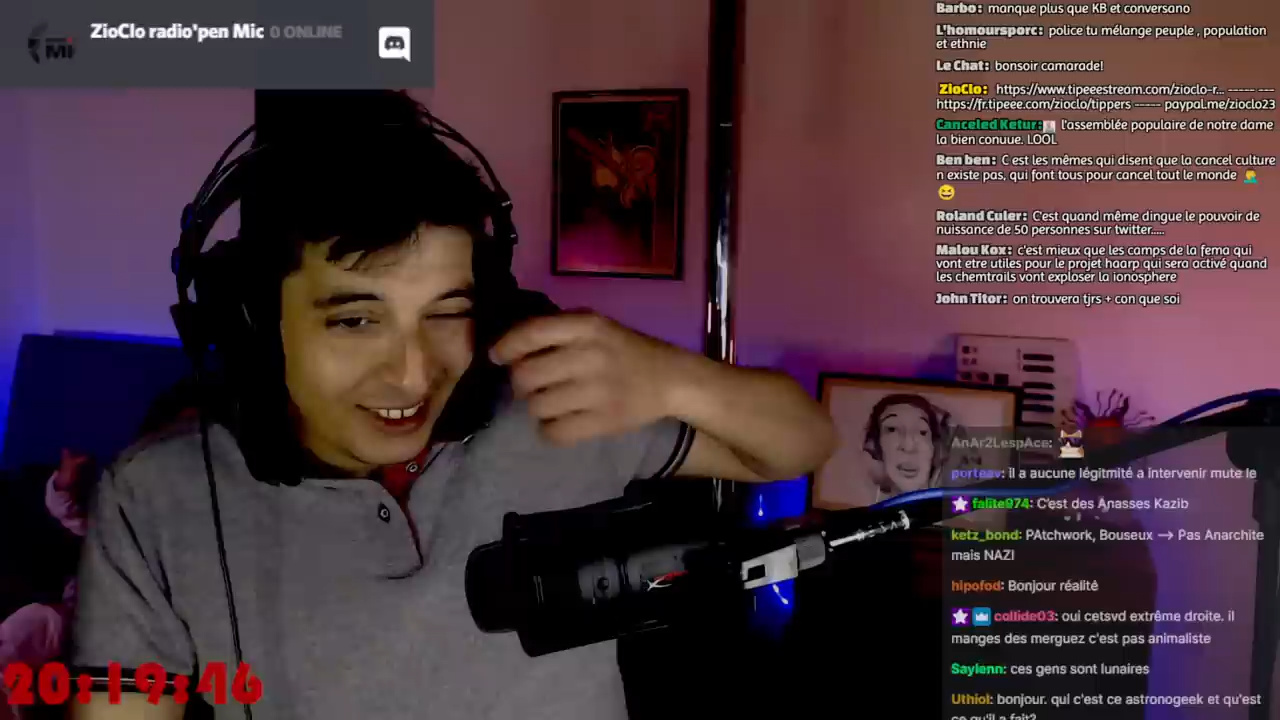 ZioClo radio'pen Mic 0 ONLINE
MI
Barbo: manque plus que KB et conversano
L'homoursporc: police tu mélange peuple , population
et ethnie
Le Chat: bonsoir camarade!
ZioClo: https://www.tipeeestream.com/zioclo-r... ----- ---
https://fr.tipeee.com/zioclo/tippers ----- paypal.me/zioclo23
Canceled Ketur: l'assemblée populaire de notre dame
la bien conuue. LOOL
Ben ben: C est les mêmes qui disent que la cancel culture
n existe pas, qui font tous pour cancel tout le monde
Roland Culer: C'est quand même dingue le pouvoir de
nuissance de 50 personnes sur twitter.....
Malou Kox: c'est mieux que les camps de la fema qui
vont etre utiles pour le projet haarp qui sera activé quand
les chemtrails vont exploser la ionosphere
John Titor: on trouvera tjrs + con que soi
AnAr2LespAce:
porteav: il a aucune légitmité a intervenir mute le
falite974: C'est des Anasses Kazib
ketz_bond: PAtchwork, Bouseux --> Pas Anarchite
mais NAZI
hipofod: Bonjour réalité
collide03: oui cetsvd extrême droite. il
manges des merguez c'est pas animaliste
Saylenn: ces gens sont lunaires
Uthiol: bonjour. qui c'est ce astronogeek et qu'est
ce qu'il a fait?
20:19:46